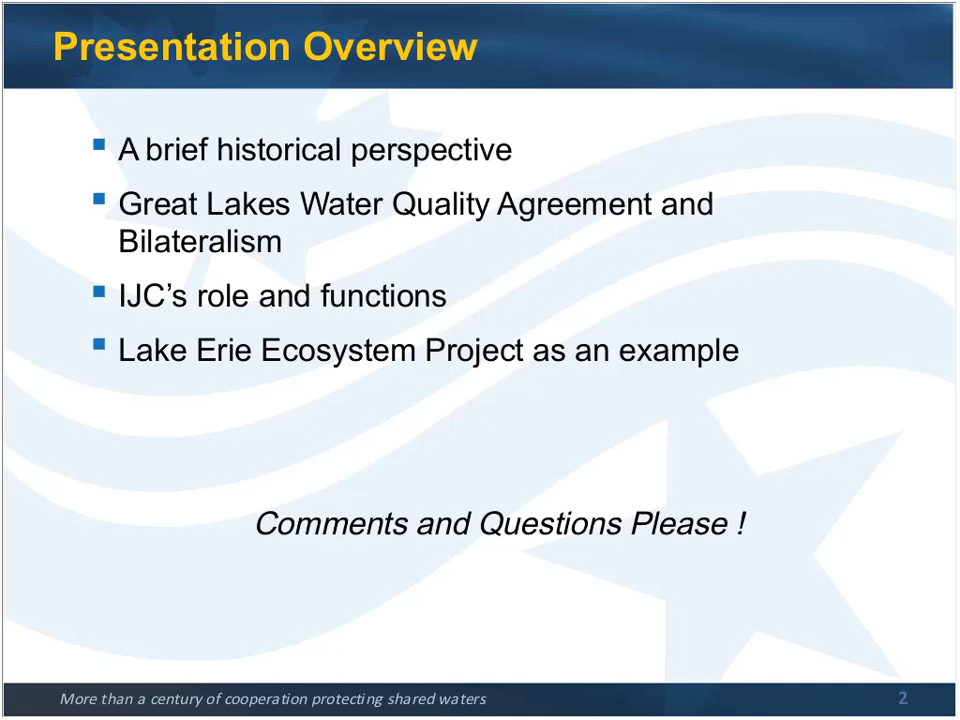 Presentation Overview
A brief historical perspective
Great Lakes Water Quality Agreement and
Bilateralism
IJC’s role and functions
Lake Erie Ecosystem Project as an example
Comments and Questions Please !
More than a century of cooperation protecting shared waters
2